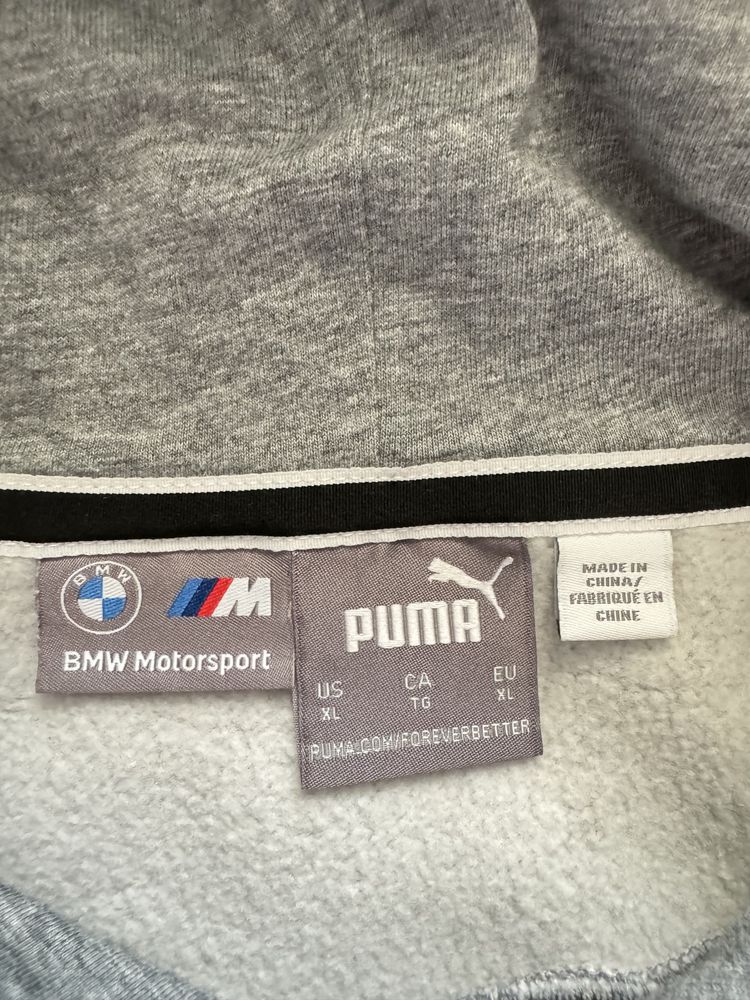 BMW
M
BMW Motorsport
PUMA
US CA EU
XL TG XL
PUMA.COM/FOREVERBETTER
MADE IN
CHINA/
FABRIQUÉ EN
CHINE